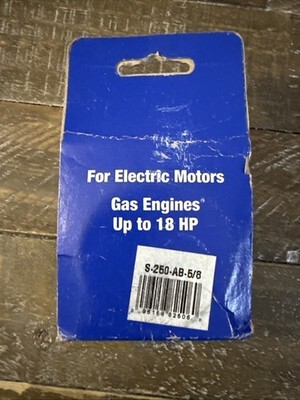 For Electric Motors
Gas Engines®
Up to 18 HP
S-250-AB-5/8